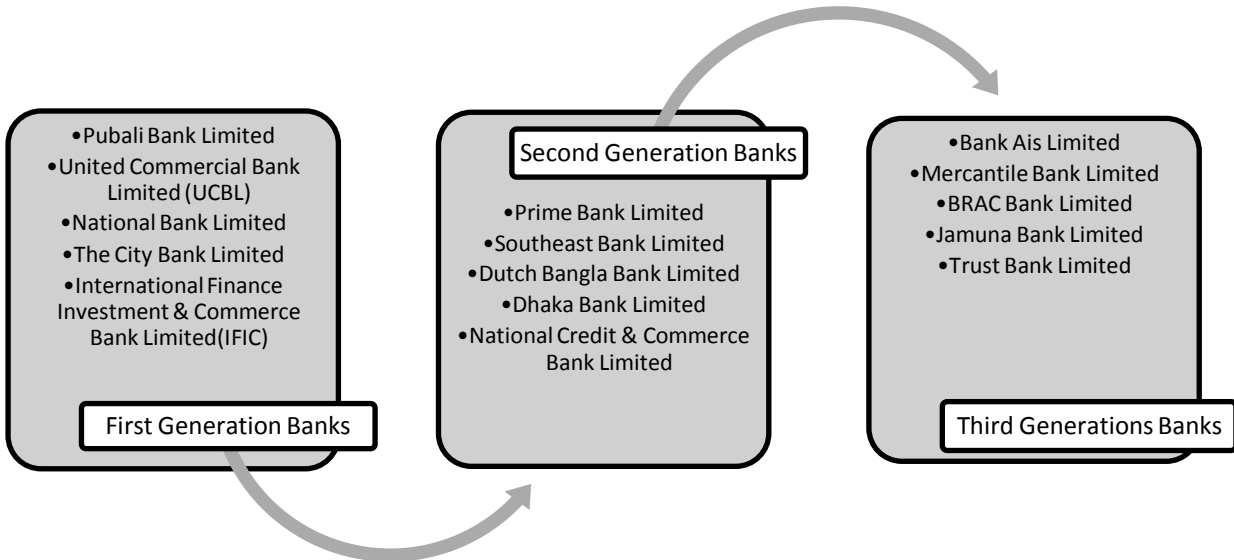 •Pubali Bank Limited
•United Commercial Bank
Limited (UCBL)
•National Bank Limited
•The City Bank Limited
•International Finance
Investment & Commerce
Bank Limited(IFIC)
First Generation Banks
Second Generation Banks
•Prime Bank Limited
•Southeast Bank Limited
•Dutch Bangla Bank Limited
•Dhaka Bank Limited
•National Credit & Commerce
Bank Limited
•Bank Ais Limited
•Mercantile Bank Limited
•BRAC Bank Limited
•Jamuna Bank Limited
•Trust Bank Limited
Third Generations Banks